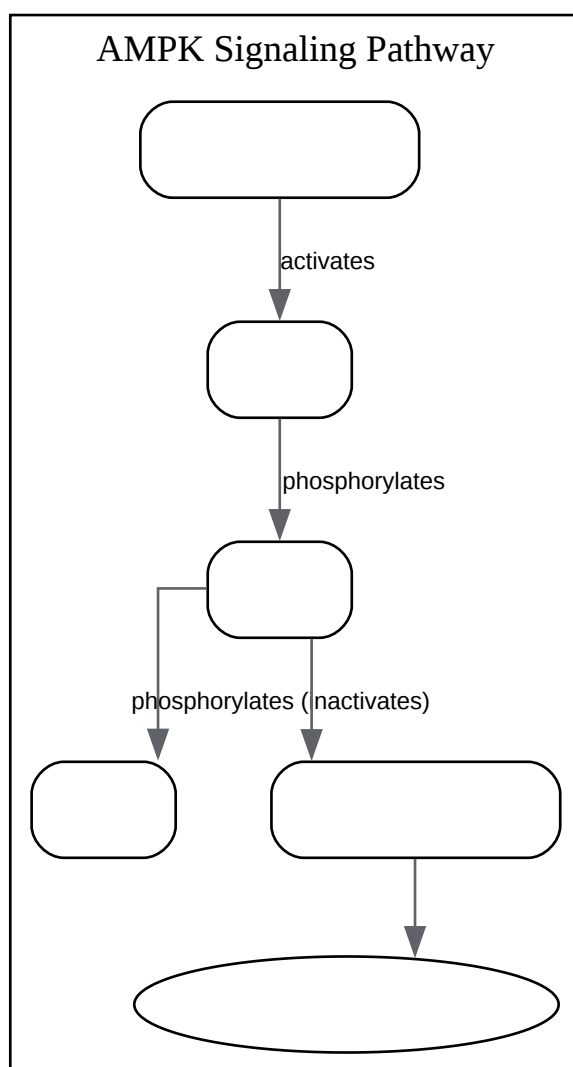 AMPK Signaling Pathway
activates
phosphorylates
phosphorylates (inactivates)